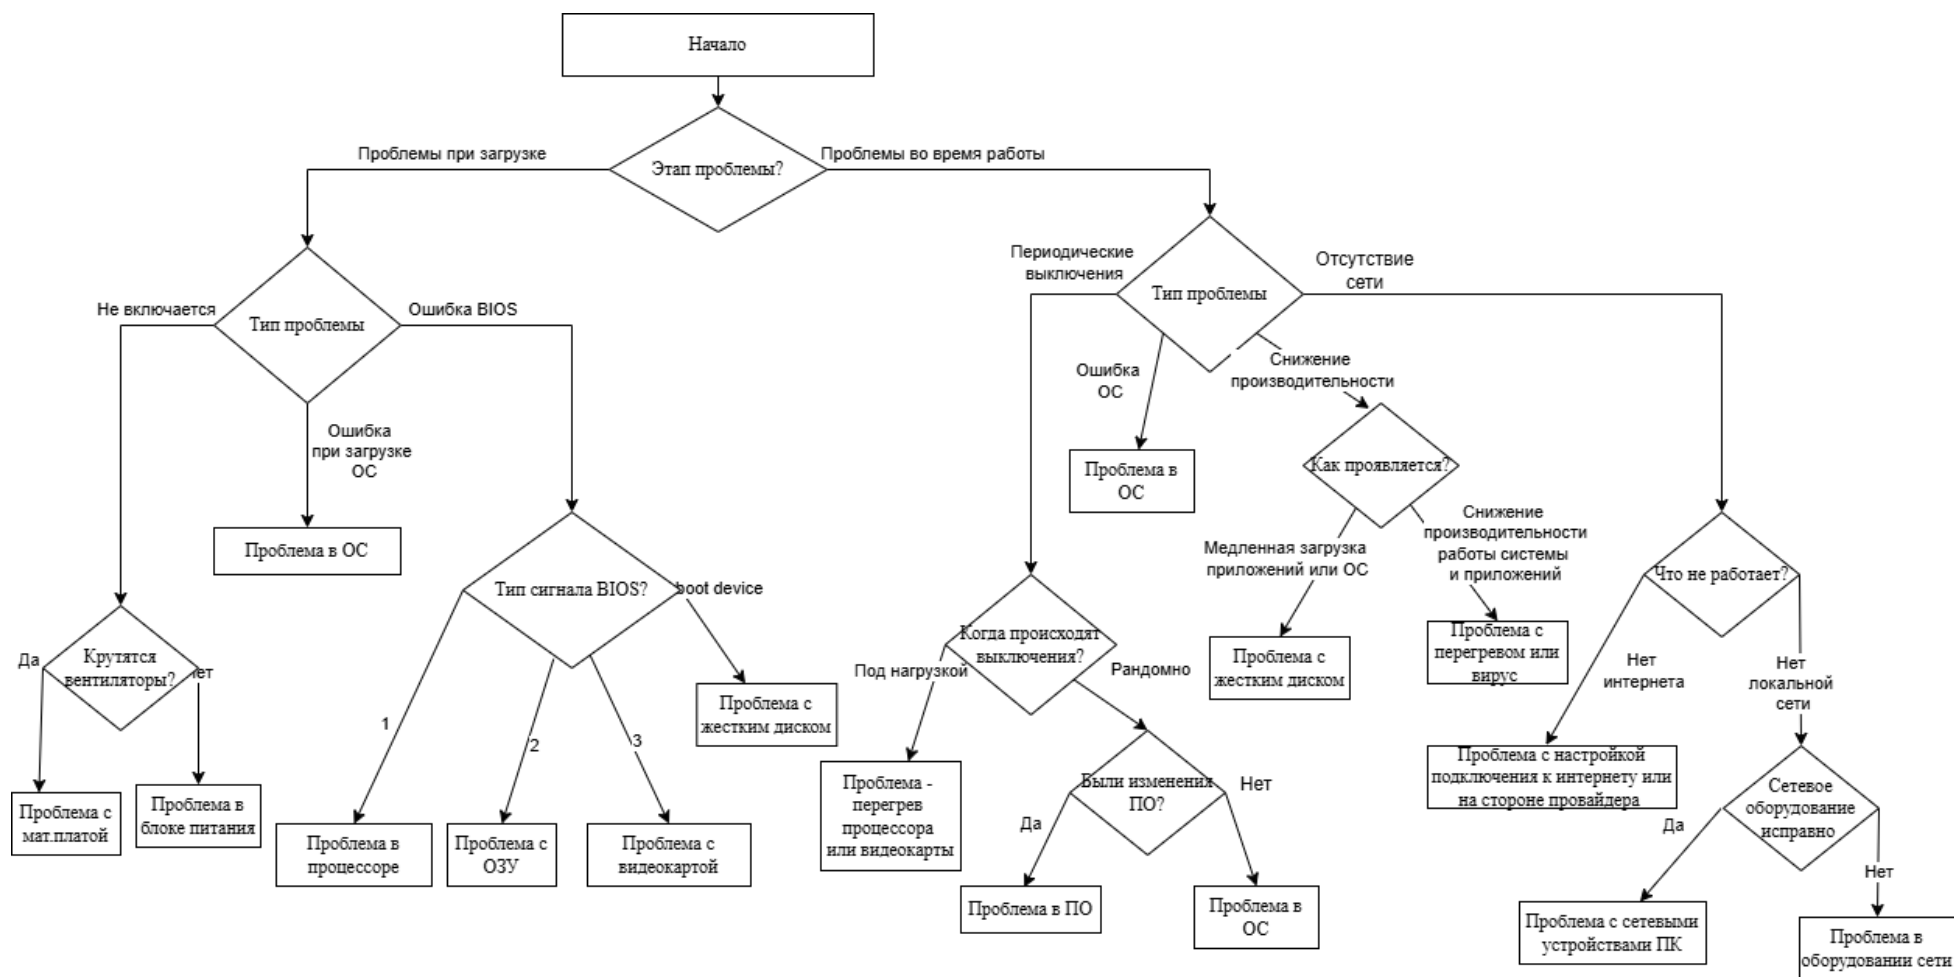 Начало
Этап проблемы?
Проблемы при загрузке
Проблемы во время работы
Тип проблемы
Не включается
Ошибка BIOS
Ошибка
при загрузке
ОС
Проблема в ОС
Крутятся
вентиляторы?
Да
Проблема с
мат.платой
Проблема в
блоке питания
Тип сигнала BIOS?
1
2
3
boot device
Проблема в
процессоре
Проблема с
ОЗУ
Проблема с
видеокартой
Проблема с
жестким диском
Тип проблемы
Периодические
выключения
Ошибка
ОС
Снижение
производительности
Отсутствие
сети
Проблема в
ОС
Как проявляется?
Медленная загрузка
приложений или ОС
Снижение
производительности
работы системы
и приложений
Проблема с
жестким диском
Проблема с
перегревом или
вирус
Когда происходят
выключения?
Под нагрузкой
Рандомно
Проблема -
перегрев
процессора
или видеокарты
Были изменения
ПО?
Да
Нет
Проблема в ПО
Проблема в
ОС
Что не работает?
Нет
интернета
Нет
локальной
сети
Проблема с настройкой
подключения к интернету или
на стороне провайдера
Сетевое
оборудование
исправно
Да
Нет
Проблема с сетевыми
устройствами ПК
Проблема в
оборудовании сети